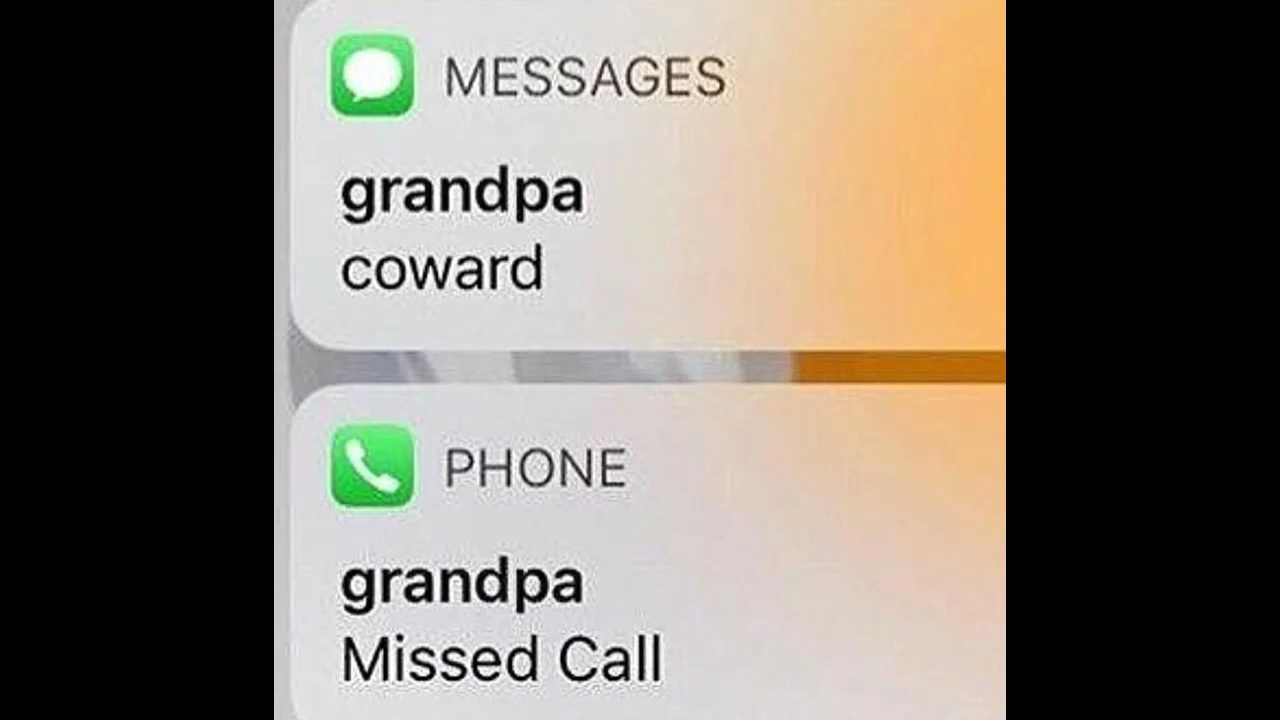 MESSAGES
grandpa
coward
PHONE
grandpa
Missed Call